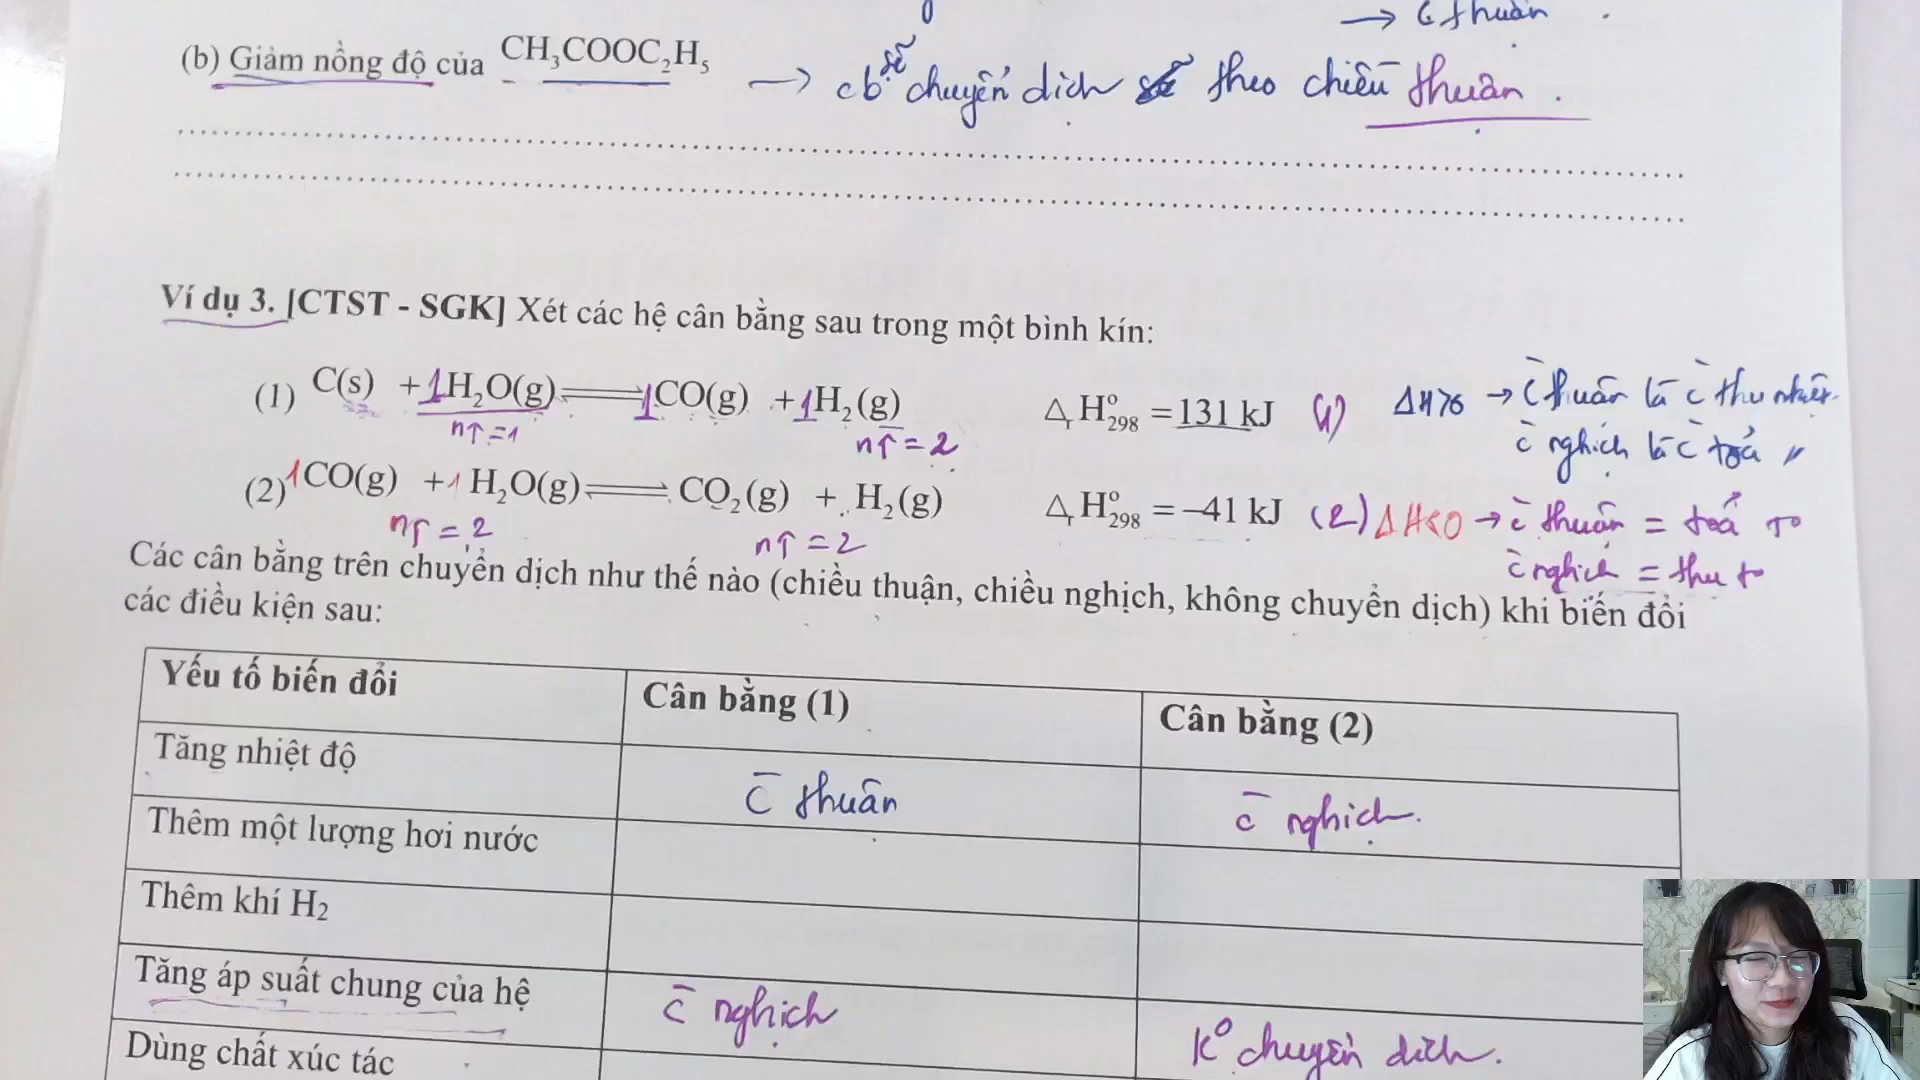 → C thuận
(b) Giảm nồng độ của CH₃COOC₂H₅ → cb sẽ chuyển dịch theo chiều thuận.
Ví dụ 3. [CTST - SGK] Xét các hệ cân bằng sau trong một bình kín:
(1) C(s) + 1H₂O(g) ⇌ 1CO(g) + 1H₂(g) ΔᵣH°₂₉₈ = 131 kJ (1) ΔH>0 → c̄ thuận là c̄ thu nhiệt.
n↑ = 1 n↑ = 2 c̄ nghịch là c̄ toả "
(2) 1CO(g) + 1H₂O(g) ⇌ CO₂(g) + H₂(g) ΔᵣH°₂₉₈ = –41 kJ (2) ΔH<0 → c̄ thuận = toả to
n↑ = 2 n↑ = 2 c̄ nghịch = thu to
Các cân bằng trên chuyển dịch như thế nào (chiều thuận, chiều nghịch, không chuyển dịch) khi biến đổi
các điều kiện sau:
Yếu tố biến đổi Cân bằng (1) Cân bằng (2)
Tăng nhiệt độ c̄ thuận c̄ nghịch.
Thêm một lượng hơi nước
Thêm khí H₂
Tăng áp suất chung của hệ c̄ nghịch k° chuyển dịch.
Dùng chất xúc tác